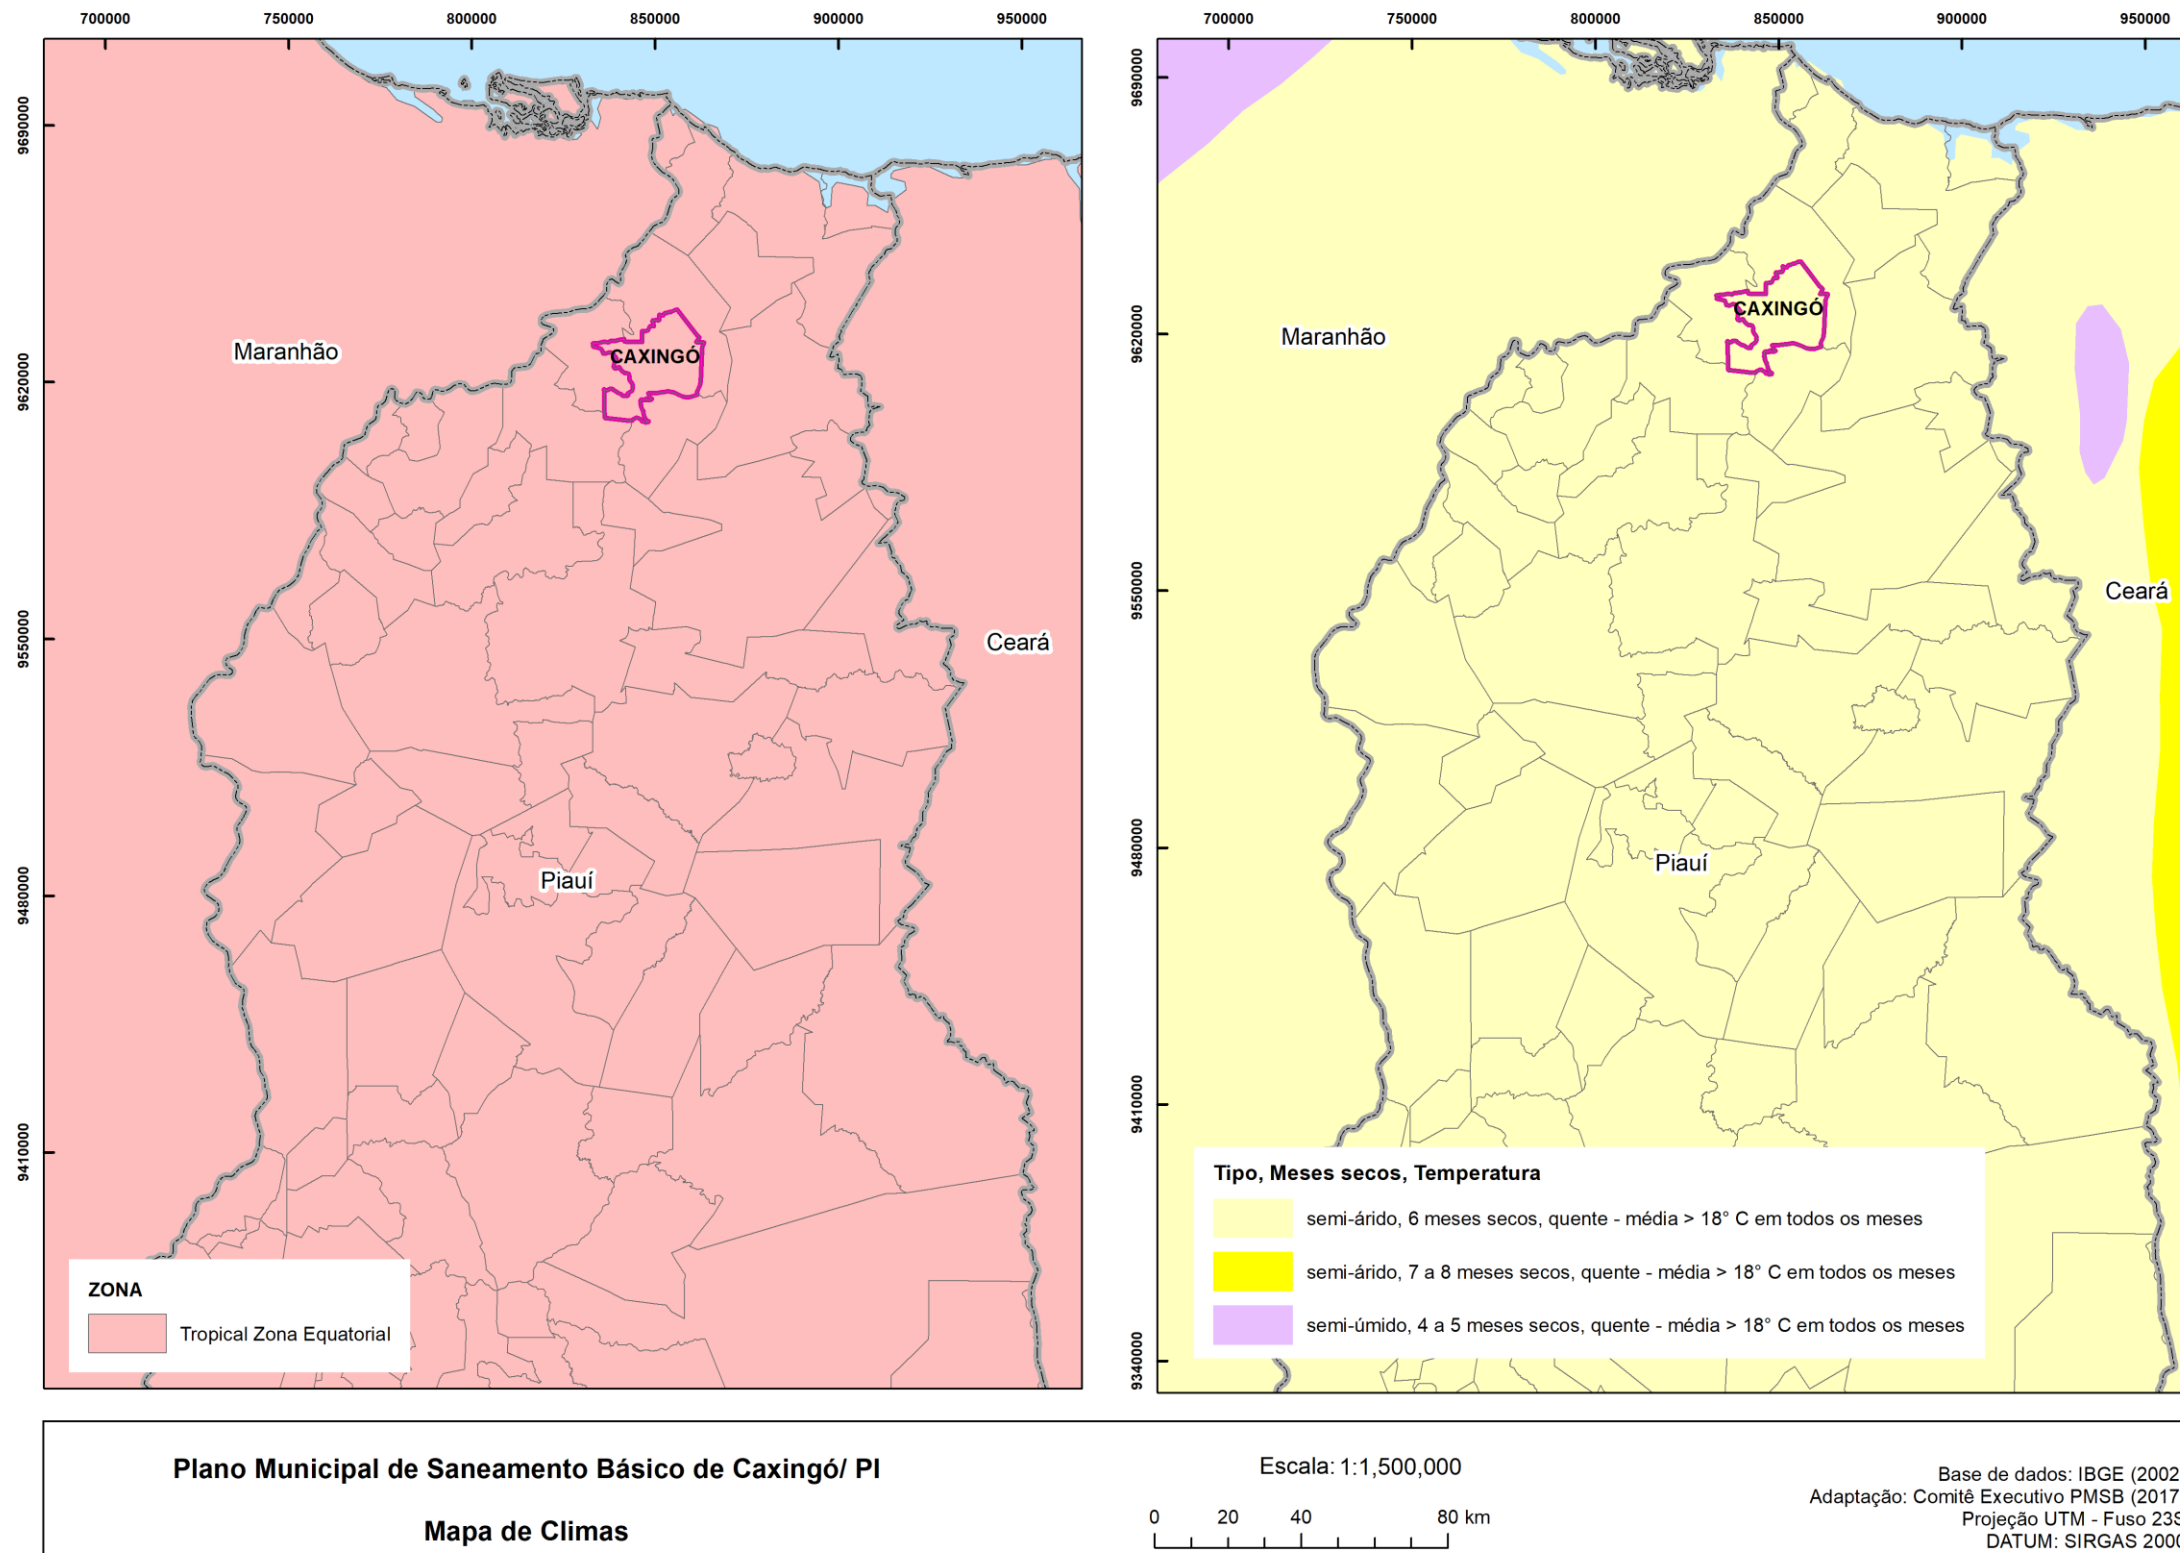 700000 750000 800000 850000 900000 950000
700000 750000 800000 850000 900000 950000
9690000
9620000
9550000
9480000
9410000
Maranhão
CAXINGÓ
Ceará
Piauí
ZONA
Tropical Zona Equatorial
9690000
9620000
9550000
9480000
9410000
9340000
Maranhão
CAXINGÓ
Ceará
Piauí
Tipo, Meses secos, Temperatura
semi-árido, 6 meses secos, quente - média > 18° C em todos os meses
semi-árido, 7 a 8 meses secos, quente - média > 18° C em todos os meses
semi-úmido, 4 a 5 meses secos, quente - média > 18° C em todos os meses
Plano Municipal de Saneamento Básico de Caxingó/ PI
Mapa de Climas
Escala: 1:1,500,000
0 20 40 80 km
Base de dados: IBGE (2002
Adaptação: Comitê Executivo PMSB (2017
Projeção UTM - Fuso 23S
DATUM: SIRGAS 2000